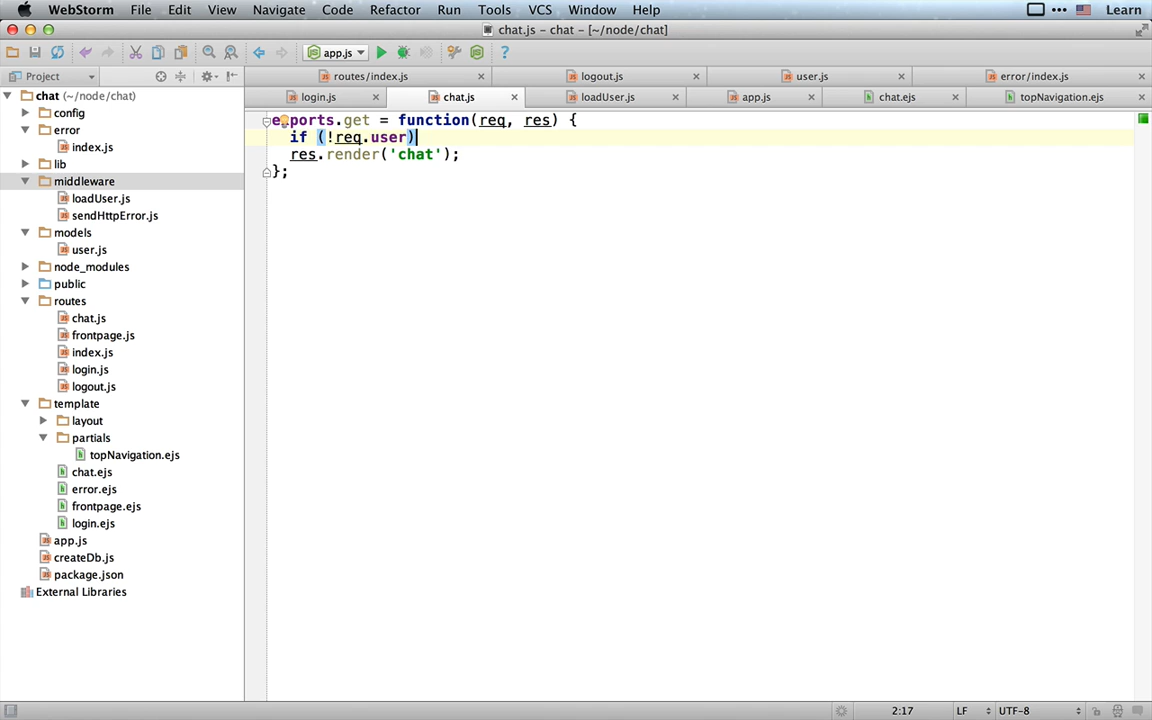 WebStorm File Edit View Navigate Code Refactor Run Tools VCS Window Help Learn
chat.js - chat - [~/node/chat]
app.js ?
Project
routes/index.js logout.js user.js error/index.js
login.js chat.js loadUser.js app.js chat.ejs topNavigation.ejs
chat (~/node/chat)
config
error
index.js
lib
middleware
loadUser.js
sendHttpError.js
models
user.js
node_modules
public
routes
chat.js
frontpage.js
index.js
login.js
logout.js
template
layout
partials
topNavigation.ejs
chat.ejs
error.ejs
frontpage.ejs
login.ejs
app.js
createDb.js
package.json
External Libraries
exports.get = function(req, res) {
if (!req.user)
res.render('chat');
};
2:17 LF UTF-8